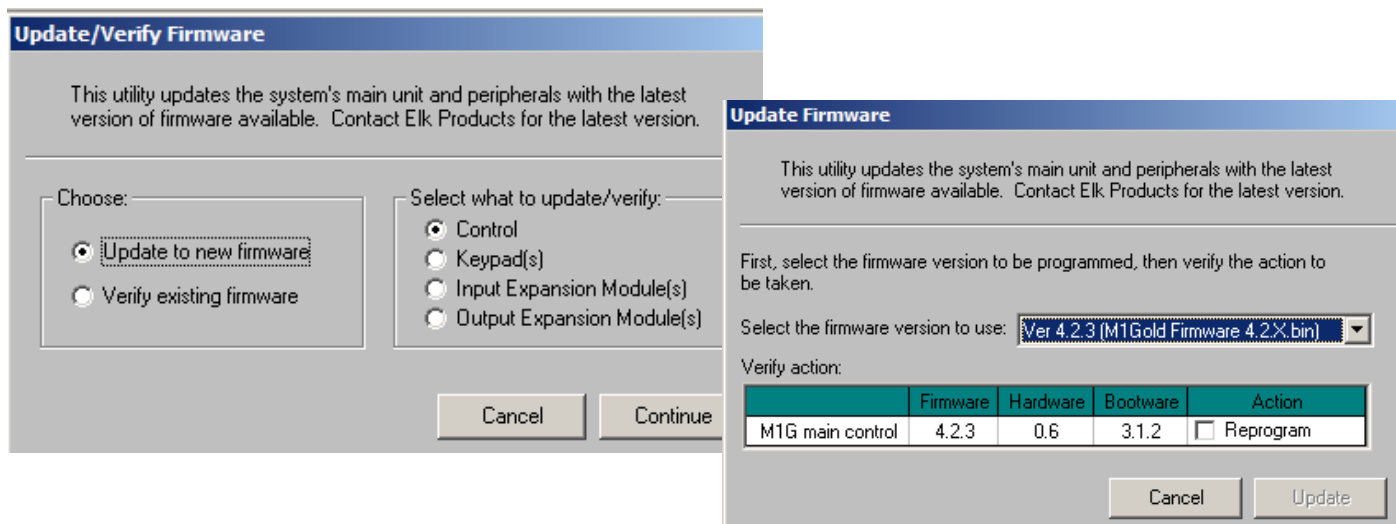 Update/Verify Firmware
This utility updates the system's main unit and peripherals with the latest
version of firmware available.  Contact Elk Products for the latest version.
Choose:
Update to new firmware
Verify existing firmware
Select what to update/verify:
Control
Keypad(s)
Input Expansion Module(s)
Output Expansion Module(s)
Cancel
Continue
Update Firmware
This utility updates the system's main unit and peripherals with the latest
version of firmware available.  Contact Elk Products for the latest version.
First, select the firmware version to be programmed, then verify the action to
be taken.
Select the firmware version to use: Ver 4.2.3 (M1Gold Firmware 4.2.X.bin)
Verify action:
Firmware Hardware Bootware Action
M1G main control 4.2.3 0.6 3.1.2 Reprogram
Cancel
Update